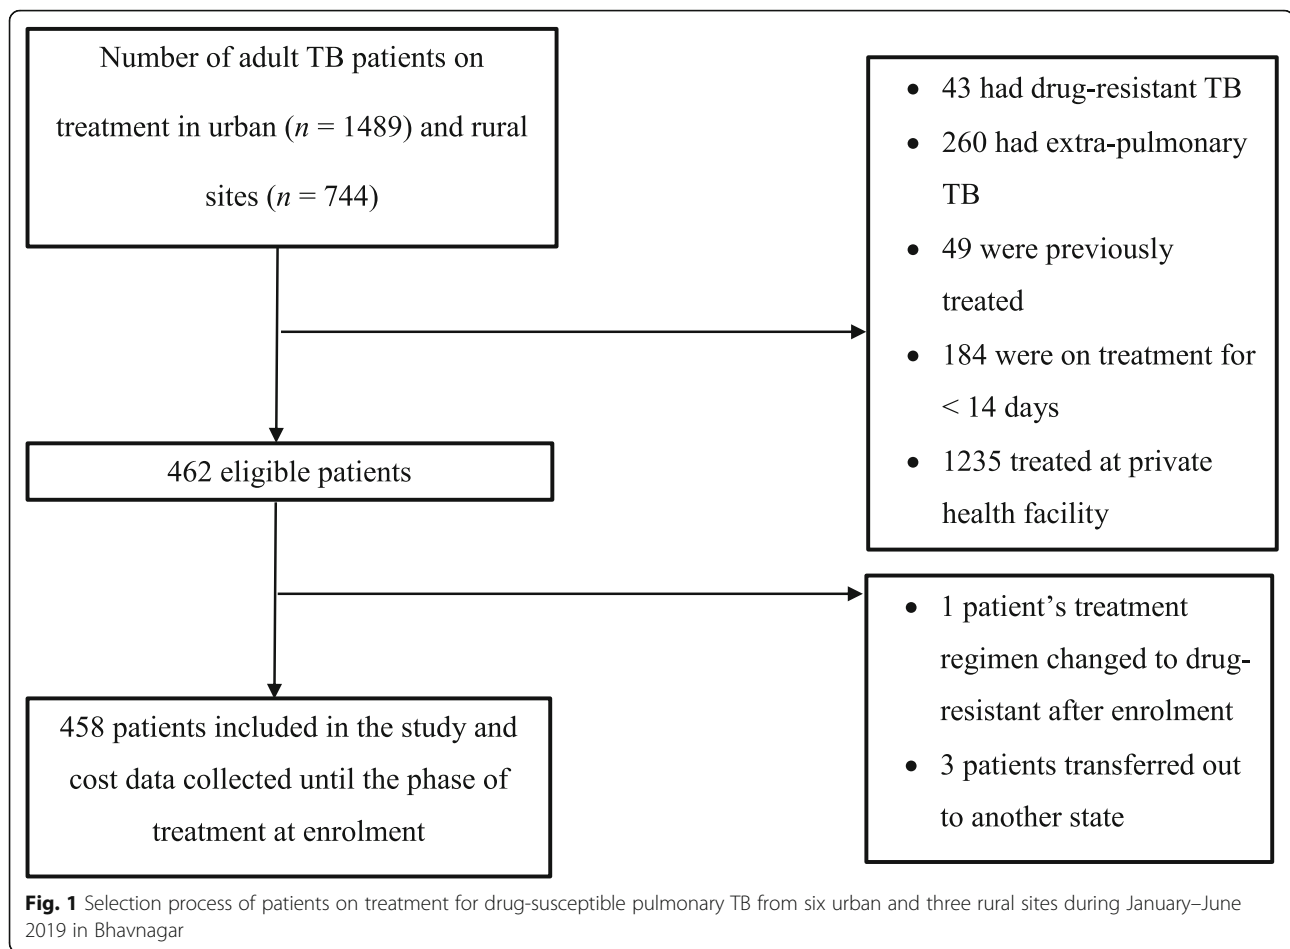 Number of adult TB patients on
treatment in urban (n = 1489) and rural
sites (n = 744)
• 43 had drug-resistant TB
• 260 had extra-pulmonary
TB
• 49 were previously
treated
• 184 were on treatment for
< 14 days
• 1235 treated at private
health facility
462 eligible patients
• 1 patient’s treatment
regimen changed to drug-
resistant after enrolment
• 3 patients transferred out
to another state
458 patients included in the study and
cost data collected until the phase of
treatment at enrolment
Fig. 1 Selection process of patients on treatment for drug-susceptible pulmonary TB from six urban and three rural sites during January–June
2019 in Bhavnagar